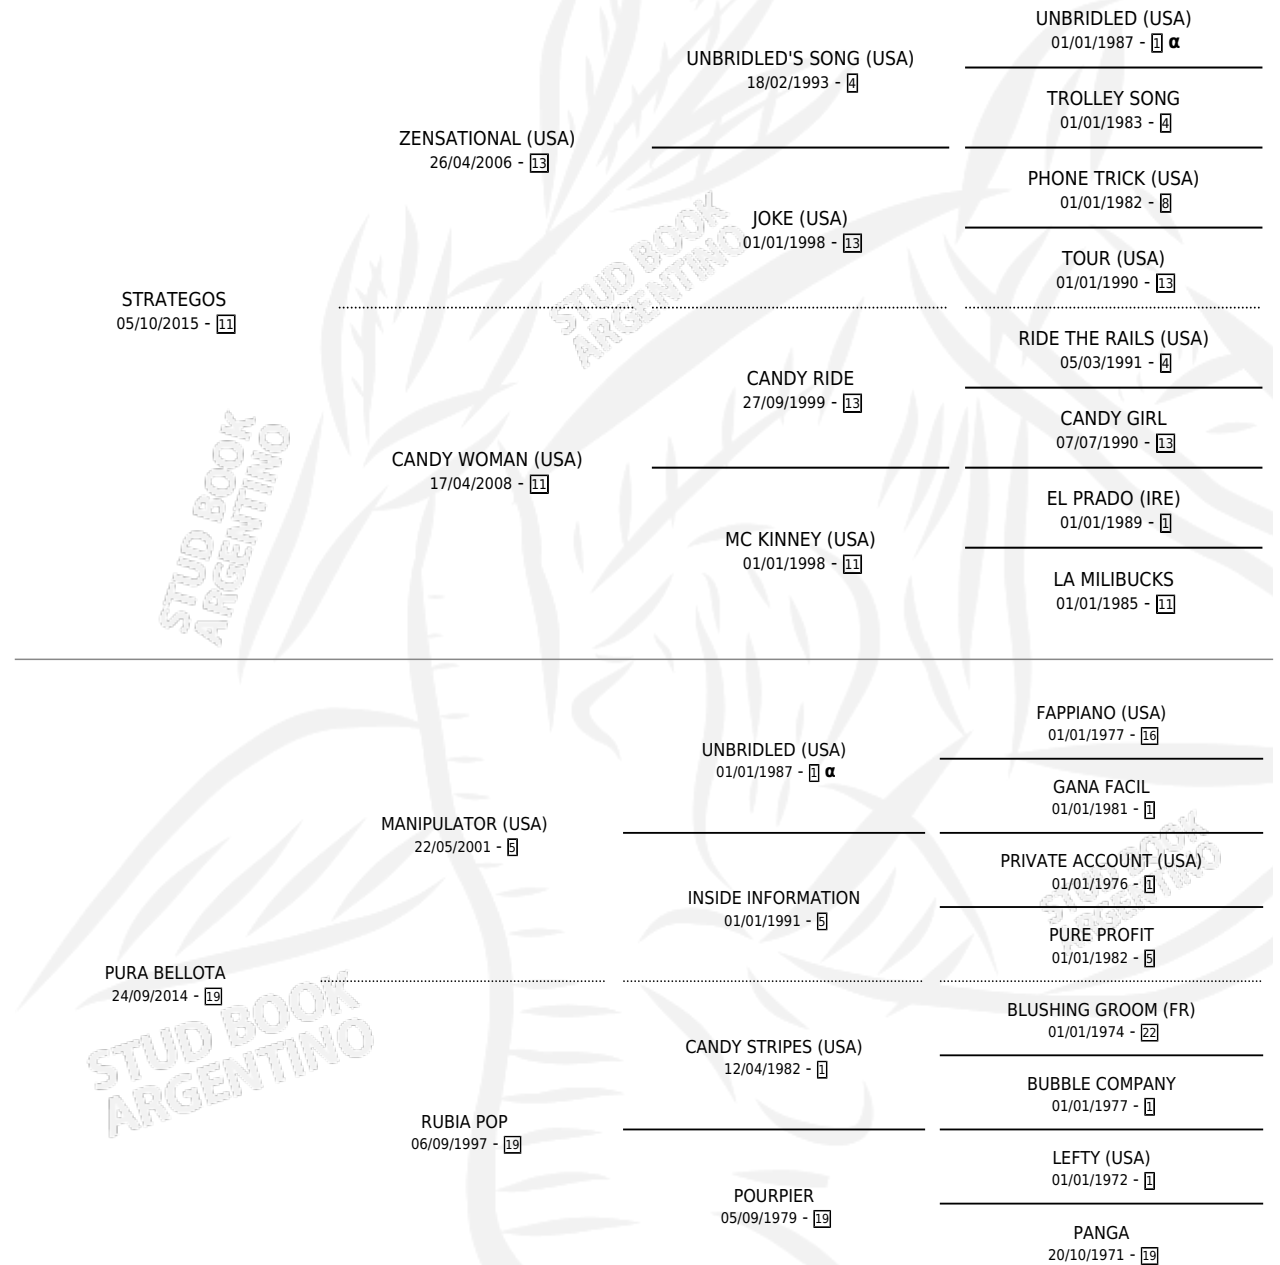 UNBRIDLED (USA)
01/01/1987 - 1 α
UNBRIDLED'S SONG (USA)
18/02/1993 - 4
TROLLEY SONG
01/01/1983 - 4
ZENSATIONAL (USA)
26/04/2006 - 13
PHONE TRICK (USA)
01/01/1982 - 8
JOKE (USA)
01/01/1998 - 13
TOUR (USA)
01/01/1990 - 13
STUD BOOK
ARGENTINO
STRATEGOS
05/10/2015 - 11
RIDE THE RAILS (USA)
05/03/1991 - 4
CANDY RIDE
27/09/1999 - 13
CANDY GIRL
07/07/1990 - 13
CANDY WOMAN (USA)
17/04/2008 - 11
EL PRADO (IRE)
01/01/1989 - 1
MC KINNEY (USA)
01/01/1998 - 11
LA MILIBUCKS
01/01/1985 - 11
STUD BOOK
ARGENTINO
FAPPIANO (USA)
01/01/1977 - 16
UNBRIDLED (USA)
01/01/1987 - 1 α
GANA FACIL
01/01/1981 - 1
MANIPULATOR (USA)
22/05/2001 - 5
PRIVATE ACCOUNT (USA)
01/01/1976 - 1
INSIDE INFORMATION
01/01/1991 - 5
PURE PROFIT
01/01/1982 - 5
STUD BOOK
ARGENTINO
PURA BELLOTA
24/09/2014 - 19
BLUSHING GROOM (FR)
01/01/1974 - 22
CANDY STRIPES (USA)
12/04/1982 - 1
BUBBLE COMPANY
01/01/1977 - 1
STUD BOOK
ARGENTINO
RUBIA POP
06/09/1997 - 19
LEFTY (USA)
01/01/1972 - 1
POURPIER
05/09/1979 - 19
PANGA
20/10/1971 - 19